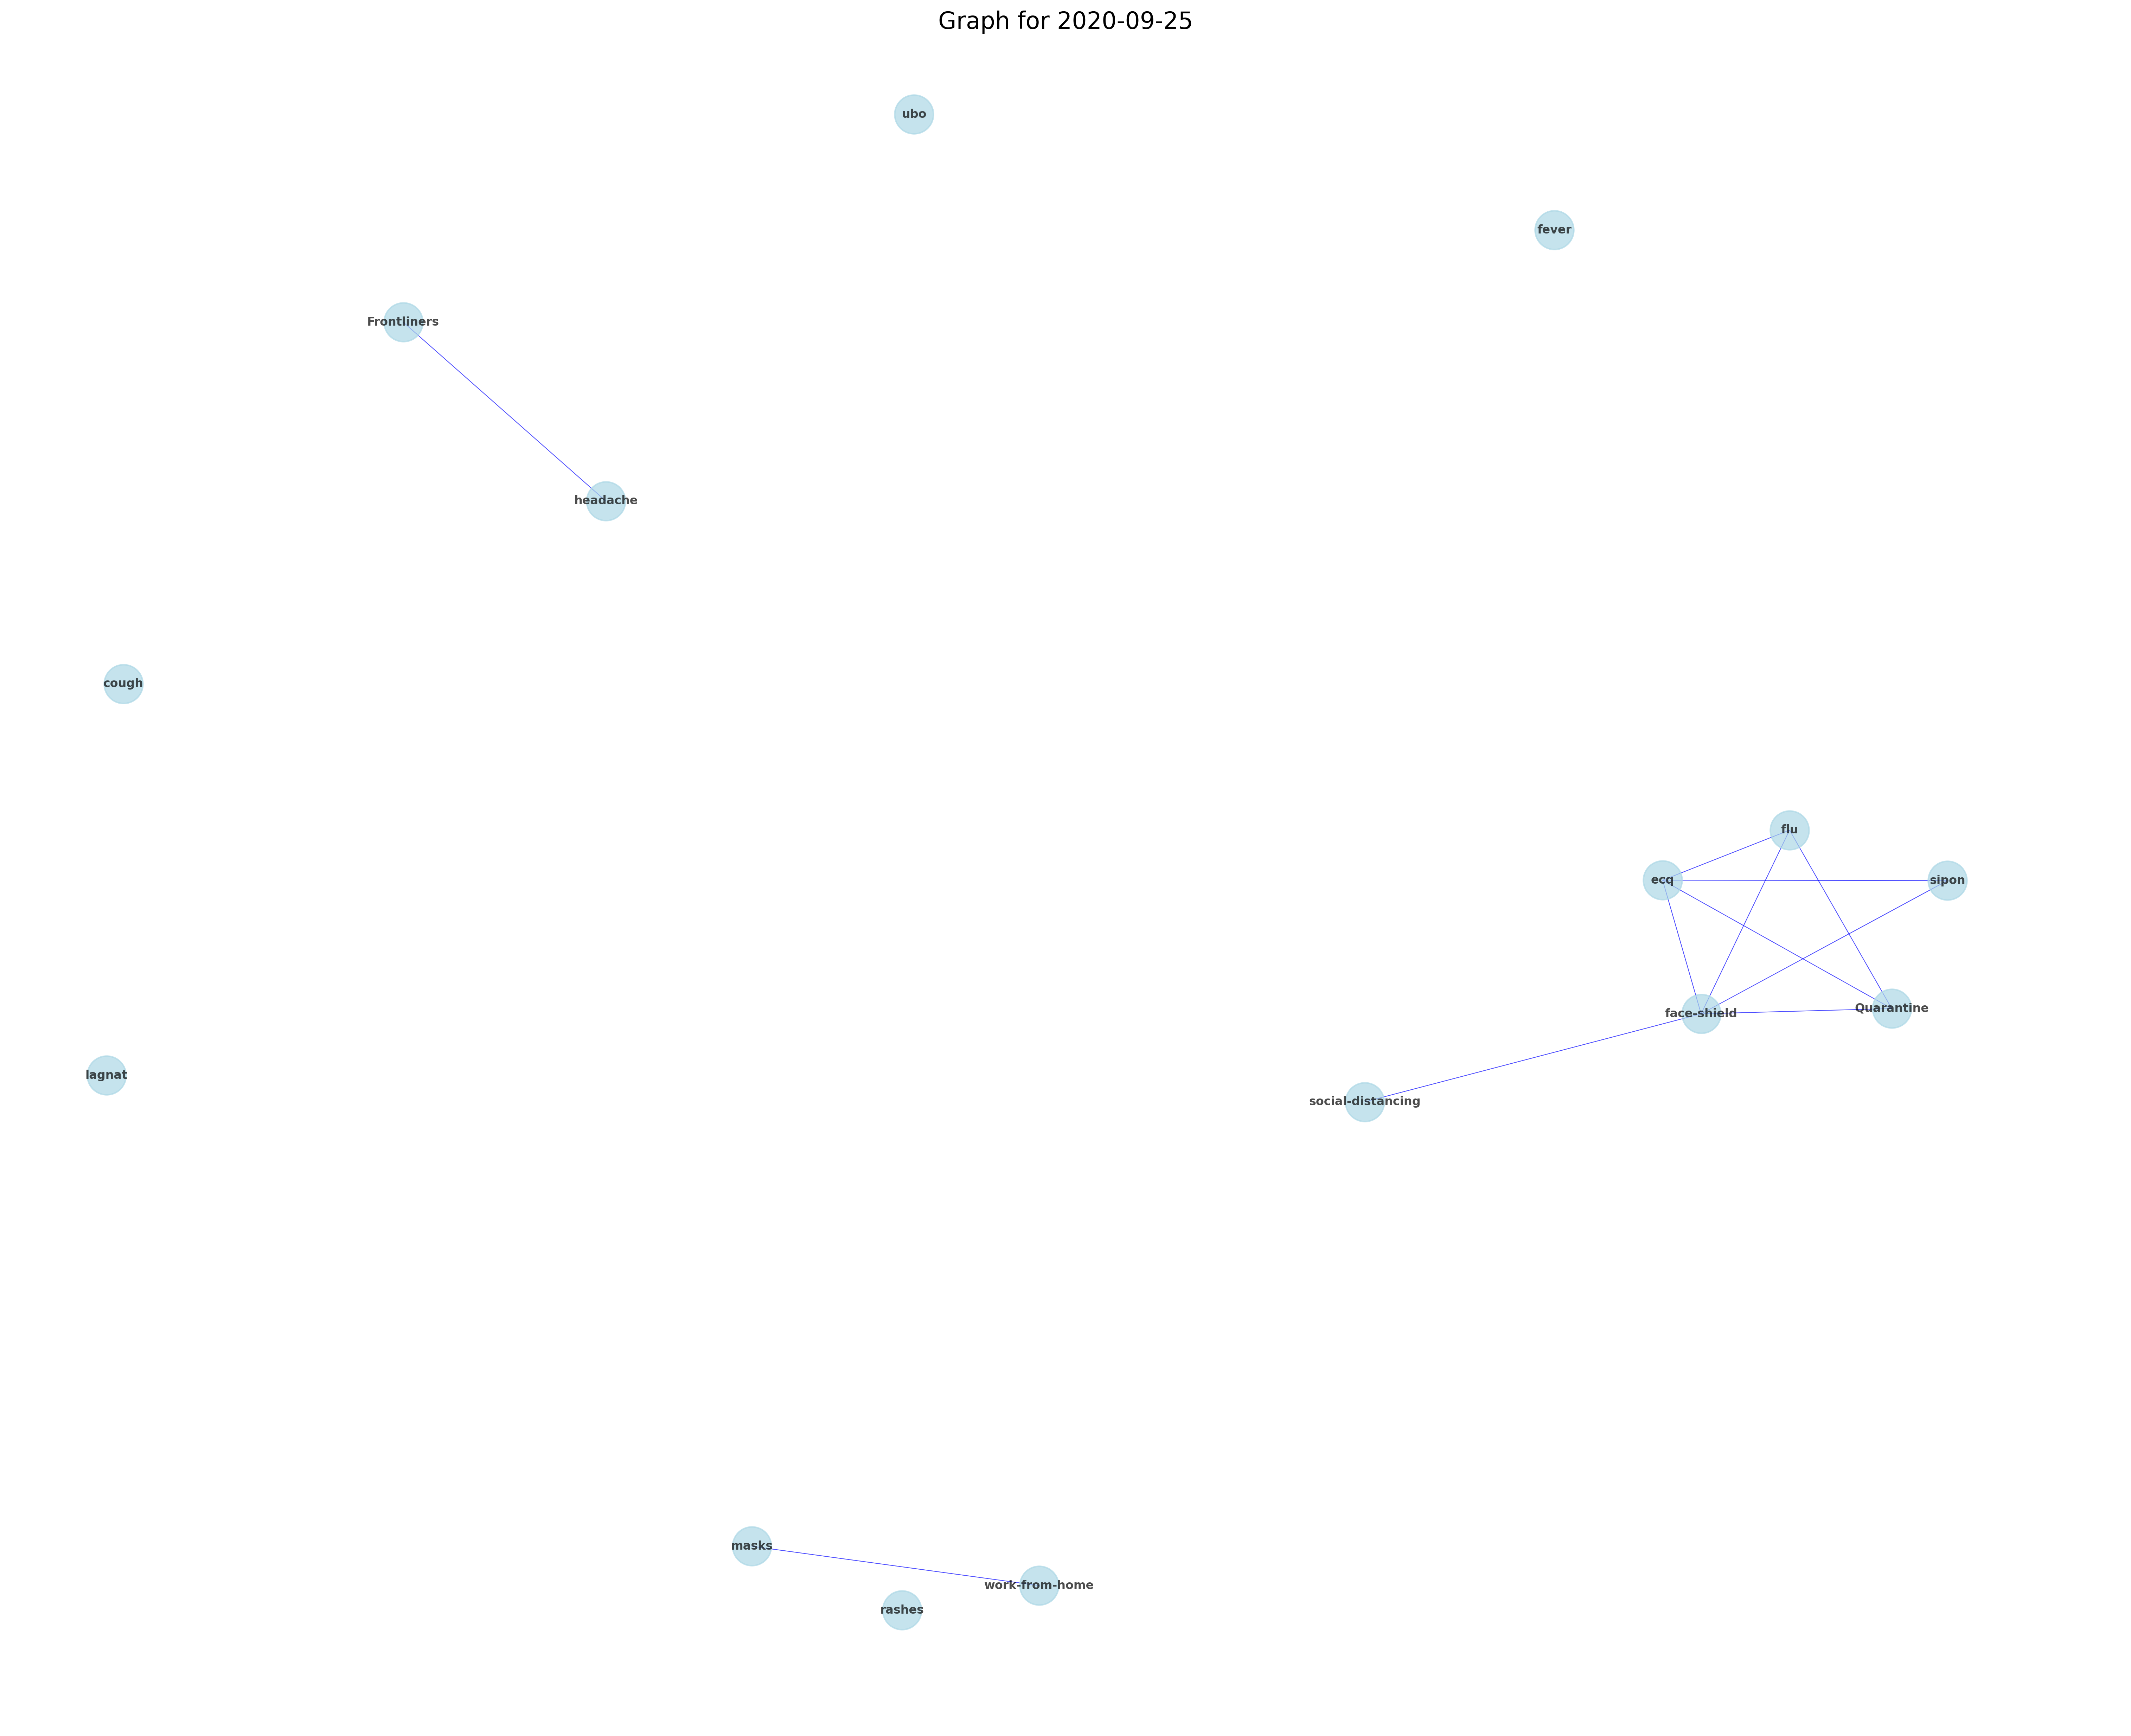 Graph for 2020-09-25
ubo
fever
Frontliners
headache
cough
flu
ecq
sipon
Quarantine
face-shield
lagnat
social-distancing
masks
work-from-home
rashes